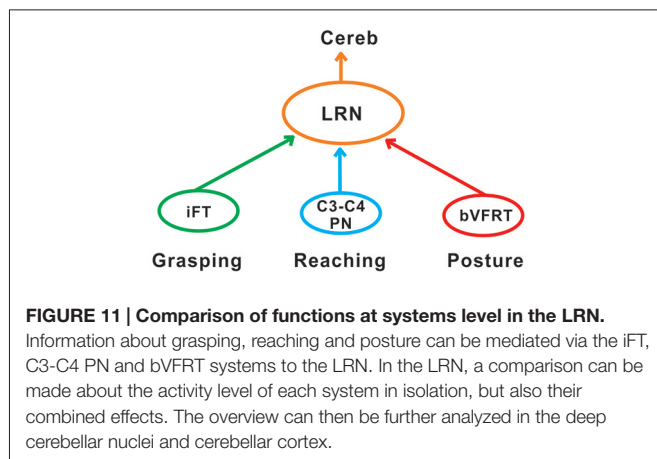 Cereb
LRN
iFT
C3-C4
PN
bVFRT
Grasping Reaching Posture
FIGURE 11 | Comparison of functions at systems level in the LRN.
Information about grasping, reaching and posture can be mediated via the iFT,
C3-C4 PN and bVFRT systems to the LRN. In the LRN, a comparison can be
made about the activity level of each system in isolation, but also their
combined effects. The overview can then be further analyzed in the deep
cerebellar nuclei and cerebellar cortex.